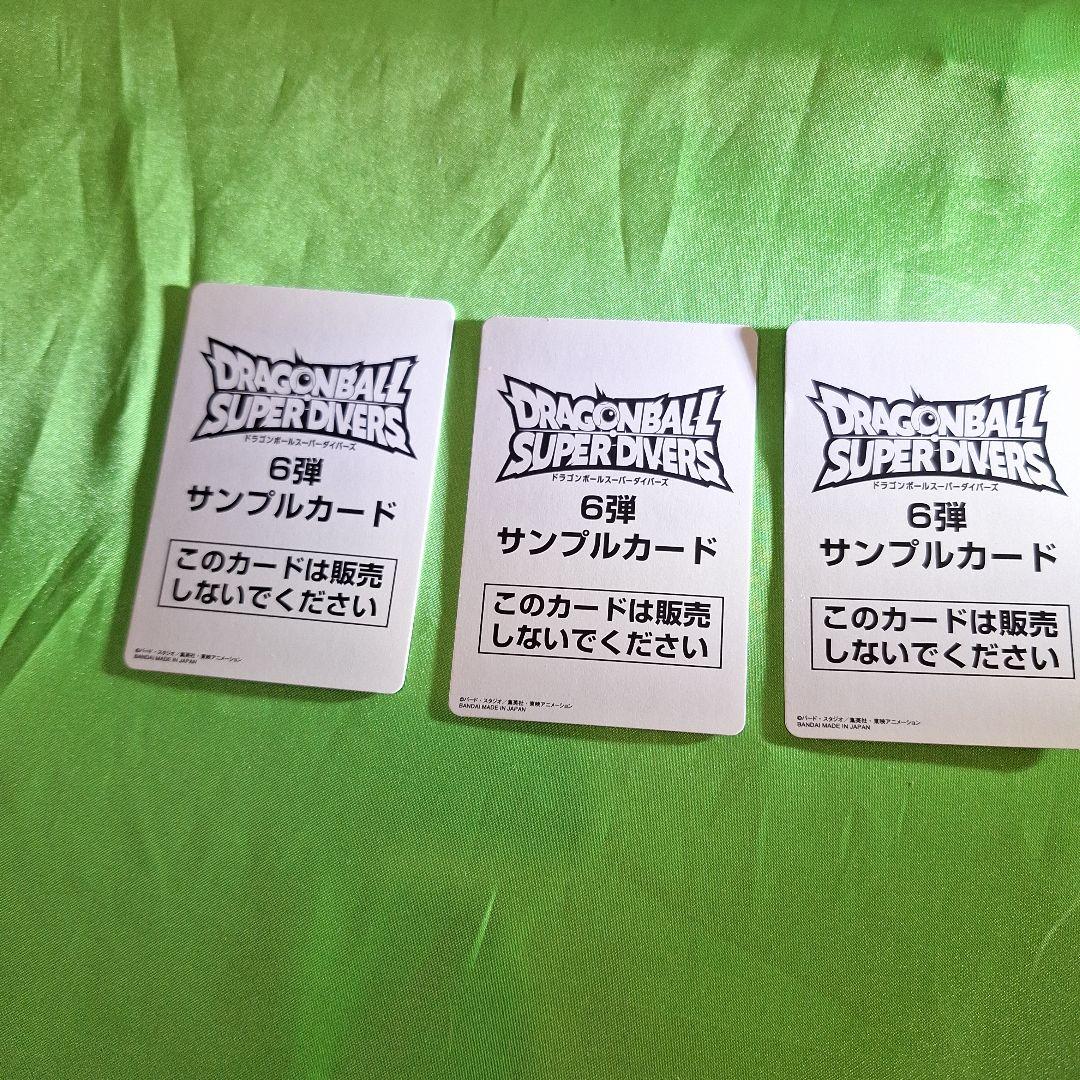 DRAGONBALL
SUPER DIVERS
ドラゴンボールスーパーダイバーズ
6弾
サンプルカード
このカードは販売
しないでください
©バード・スタジオ/集英社・東映アニメーション
BANDAI MADE IN JAPAN
DRAGONBALL
SUPER DIVERS
ドラゴンボールスーパーダイバーズ
6弾
サンプルカード
このカードは販売
しないでください
©バード・スタジオ/集英社・東映アニメーション
BANDAI MADE IN JAPAN
DRAGONBALL
SUPER DIVERS
ドラゴンボールスーパーダイバーズ
6弾
サンプルカード
このカードは販売
しないでください
©バード・スタジオ/集英社・東映アニメーション
BANDAI MADE IN JAPAN